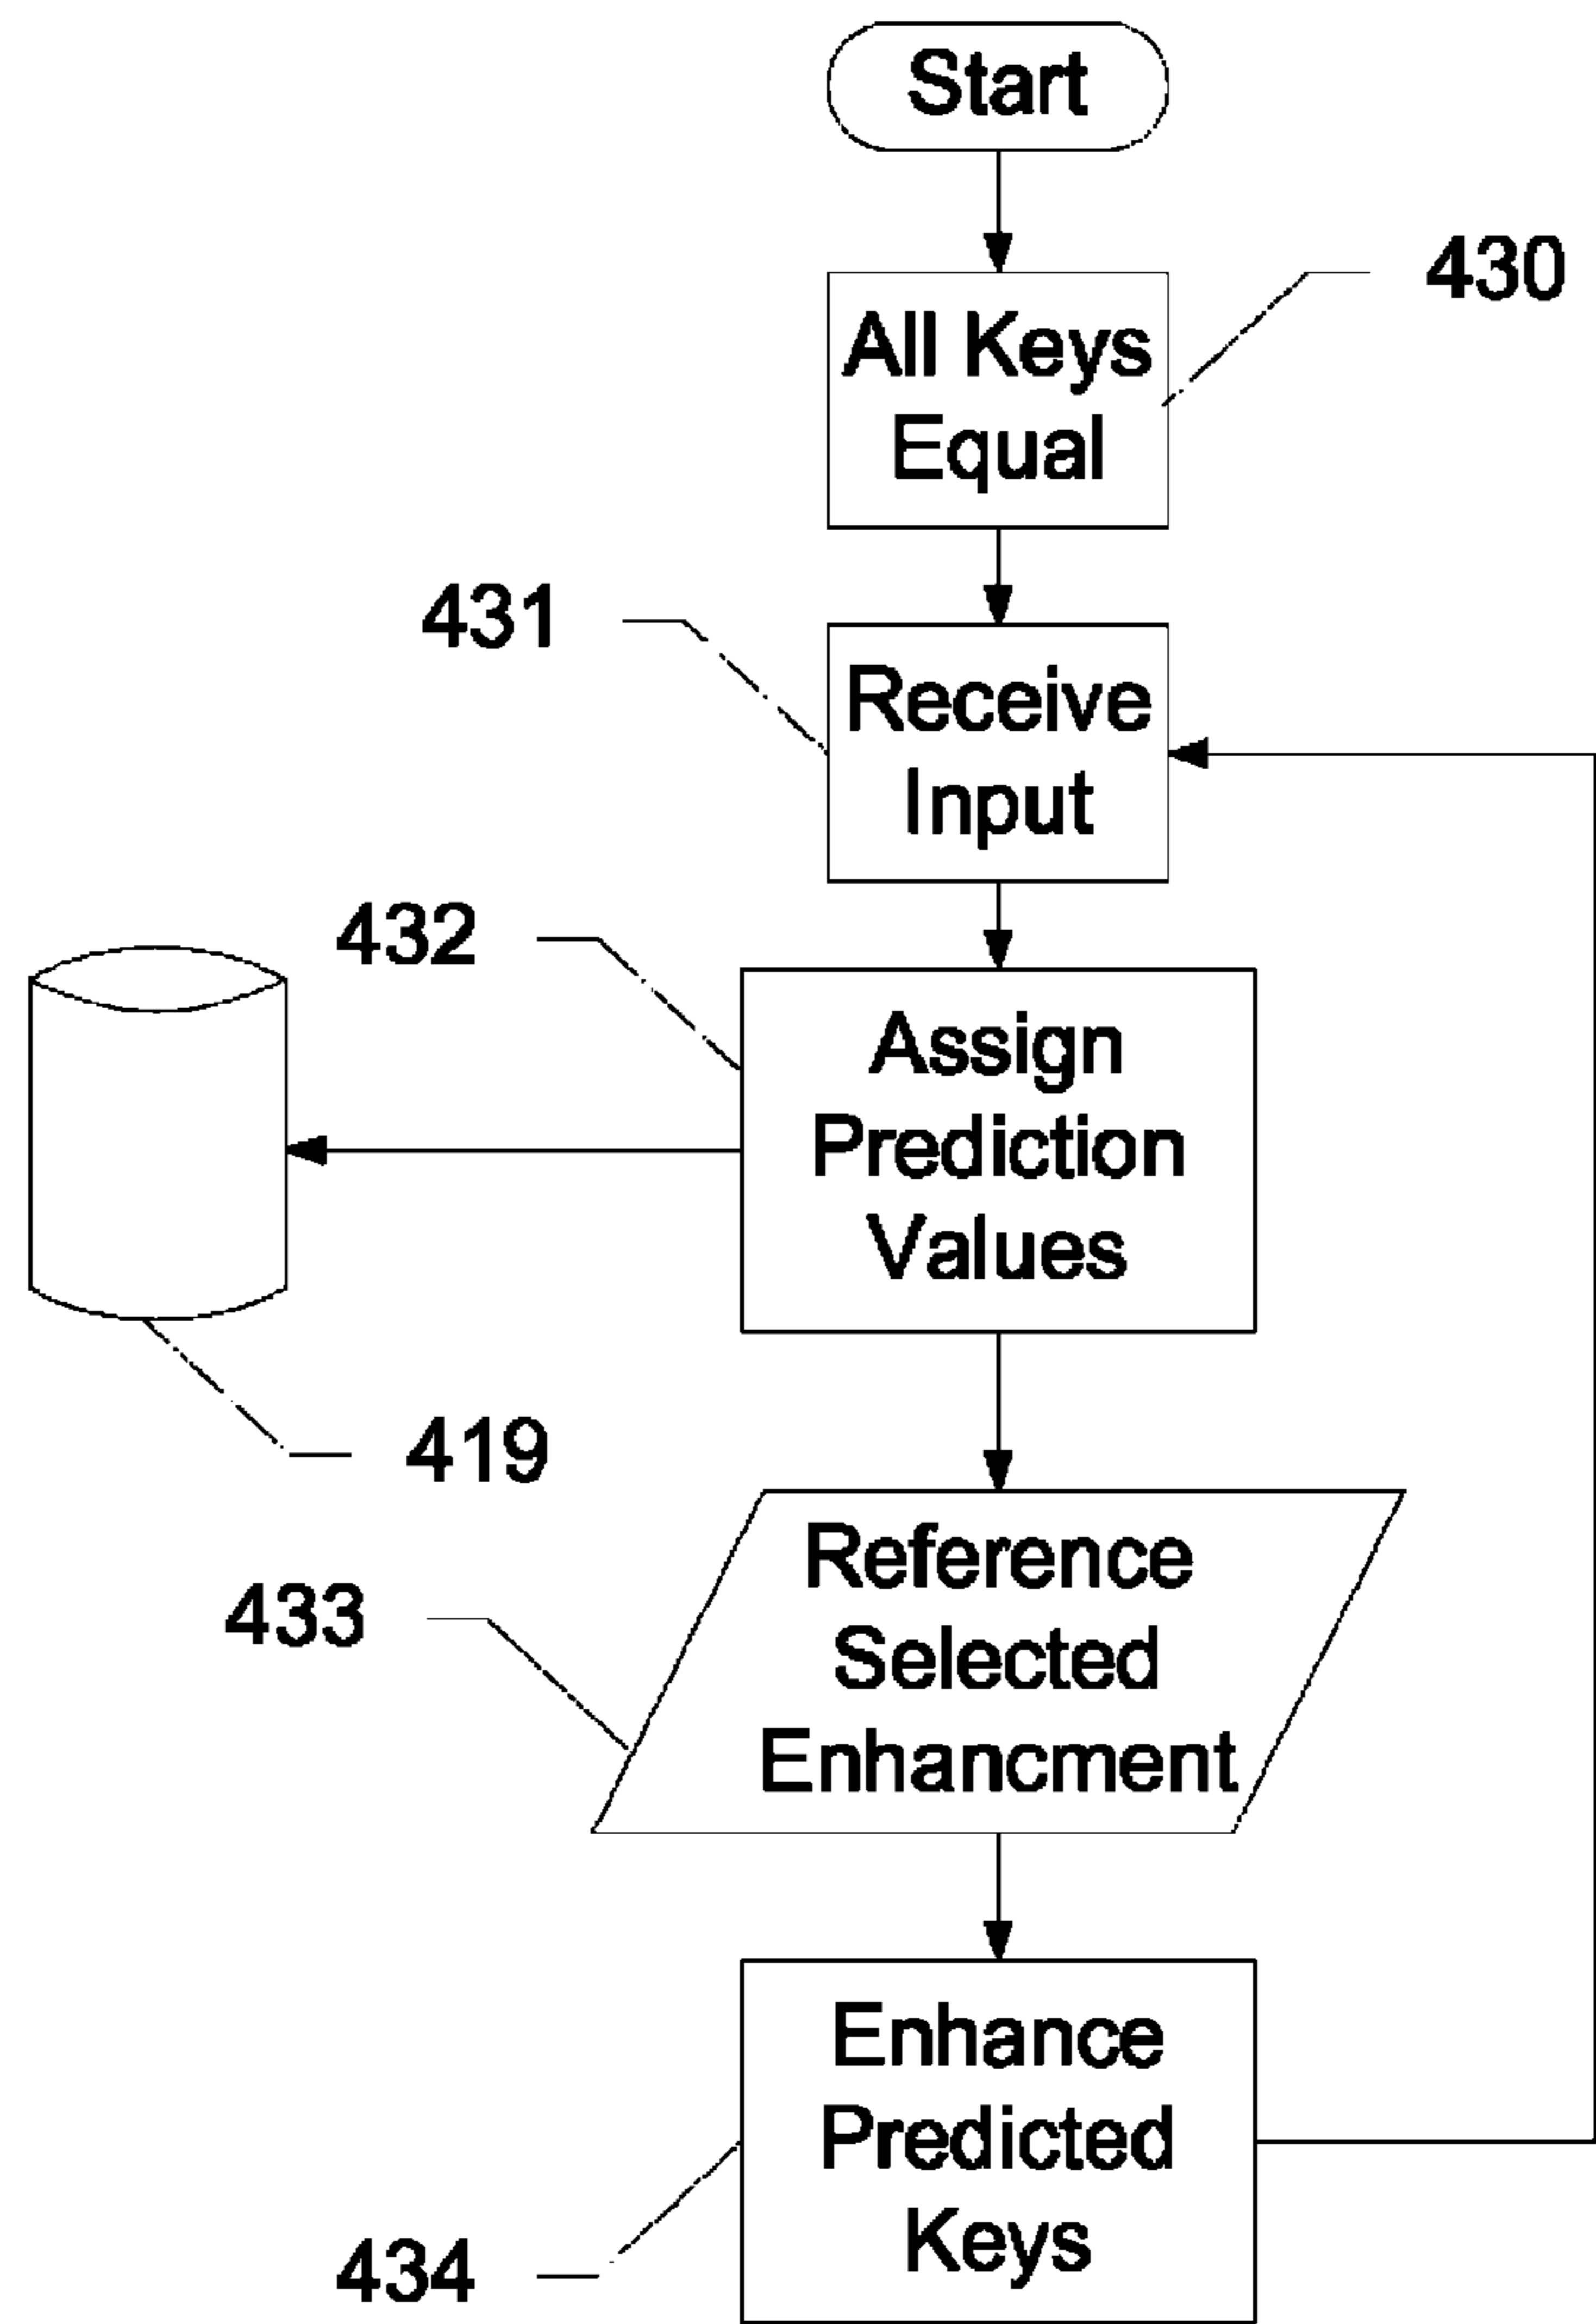 Start
430
All Keys
Equal
431
Receive
Input
432
Assign
Prediction
Values
419
433
Reference
Selected
Enhancment
Enhance
Predicted
Keys
434